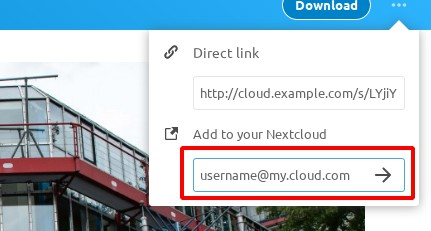 Download
Direct link
http://cloud.example.com/s/LYjiY
Add to your Nextcloud
username@my.cloud.com